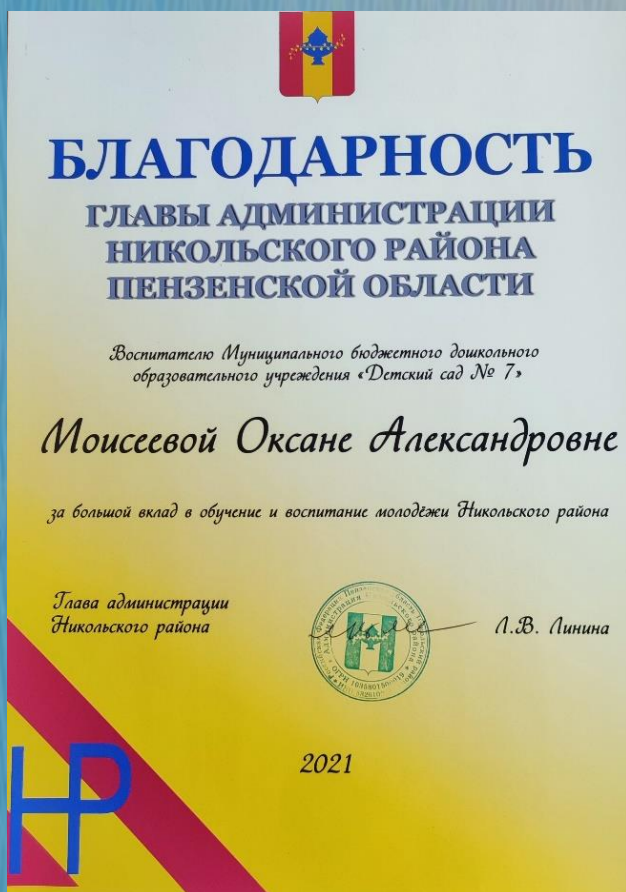 БЛАГОДАРНОСТЬ
ГЛАВЫ АДМИНИСТРАЦИИ
НИКОЛЬСКОГО РАЙОНА
ПЕНЗЕНСКОЙ ОБЛАСТИ
Воспитателю Муниципального бюджетного дошкольного
образовательного учреждения «Детский сад № 7»
Моисеевой Оксане Александровне
за большой вклад в обучение и воспитание молодёжи Никольского района
Глава администрации
Никольского района
Л.В. Линина
2021
НР